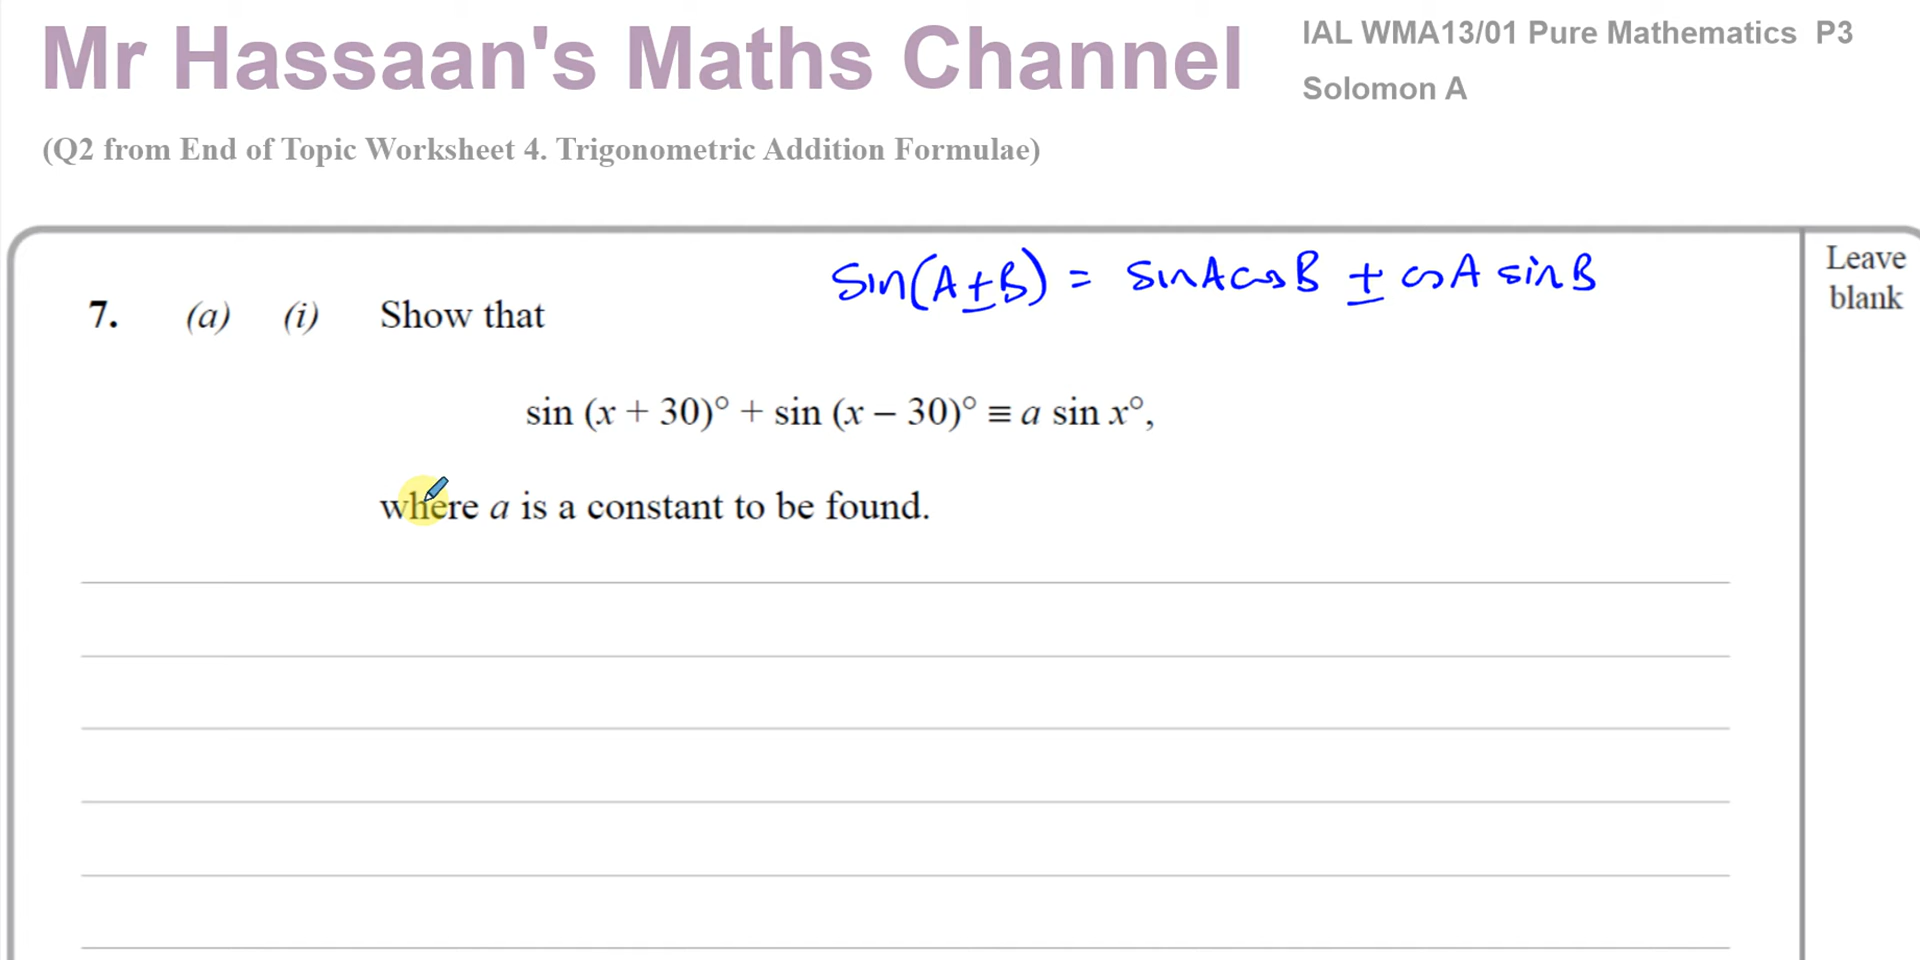 Mr Hassaan's Maths Channel
IAL WMA13/01 Pure Mathematics P3
Solomon A
(Q2 from End of Topic Worksheet 4. Trigonometric Addition Formulae)
sin(A±B) = sinAcosB ± cosA sinB
Leave
blank
7. (a) (i) Show that
sin (x + 30)° + sin (x – 30)° ≡ a sin x°,
where a is a constant to be found.